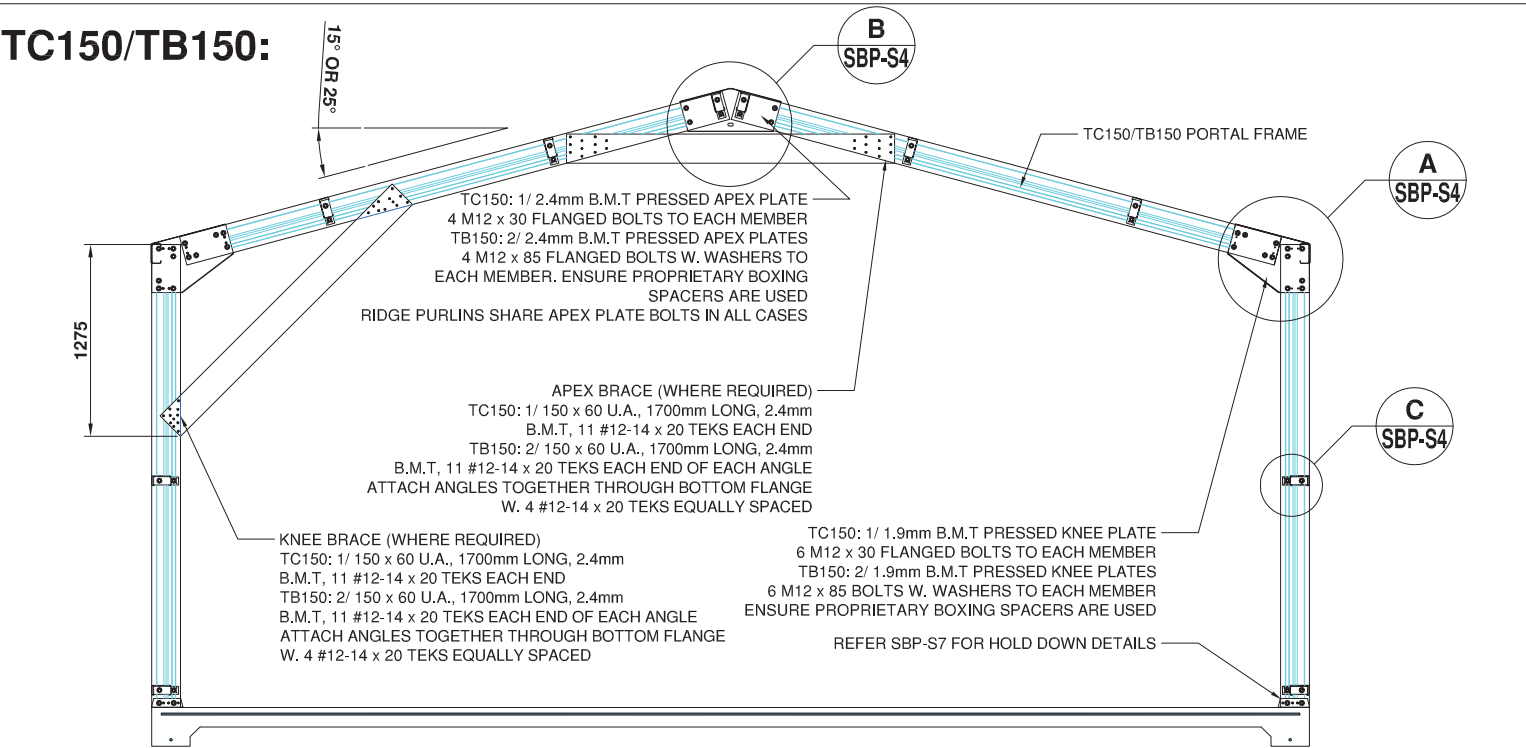 TC150/TB150:
15° OR 25°
B
SBP-S4
TC150/TB150 PORTAL FRAME
A
SBP-S4
TC150: 1/ 2.4mm B.M.T PRESSED APEX PLATE
4 M12 x 30 FLANGED BOLTS TO EACH MEMBER
TB150: 2/ 2.4mm B.M.T PRESSED APEX PLATES
4 M12 x 85 FLANGED BOLTS W. WASHERS TO
EACH MEMBER. ENSURE PROPRIETARY BOXING
SPACERS ARE USED
RIDGE PURLINS SHARE APEX PLATE BOLTS IN ALL CASES
1275
APEX BRACE (WHERE REQUIRED)
TC150: 1/ 150 x 60 U.A., 1700mm LONG, 2.4mm
B.M.T, 11 #12-14 x 20 TEKS EACH END
TB150: 2/ 150 x 60 U.A., 1700mm LONG, 2.4mm
B.M.T, 11 #12-14 x 20 TEKS EACH END OF EACH ANGLE
ATTACH ANGLES TOGETHER THROUGH BOTTOM FLANGE
W. 4 #12-14 x 20 TEKS EQUALLY SPACED
C
SBP-S4
KNEE BRACE (WHERE REQUIRED)
TC150: 1/ 150 x 60 U.A., 1700mm LONG, 2.4mm
B.M.T, 11 #12-14 x 20 TEKS EACH END
TB150: 2/ 150 x 60 U.A., 1700mm LONG, 2.4mm
B.M.T, 11 #12-14 x 20 TEKS EACH END OF EACH ANGLE
ATTACH ANGLES TOGETHER THROUGH BOTTOM FLANGE
W. 4 #12-14 x 20 TEKS EQUALLY SPACED
TC150: 1/ 1.9mm B.M.T PRESSED KNEE PLATE
6 M12 x 30 FLANGED BOLTS TO EACH MEMBER
TB150: 2/ 1.9mm B.M.T PRESSED KNEE PLATES
6 M12 x 85 BOLTS W. WASHERS TO EACH MEMBER
ENSURE PROPRIETARY BOXING SPACERS ARE USED
REFER SBP-S7 FOR HOLD DOWN DETAILS